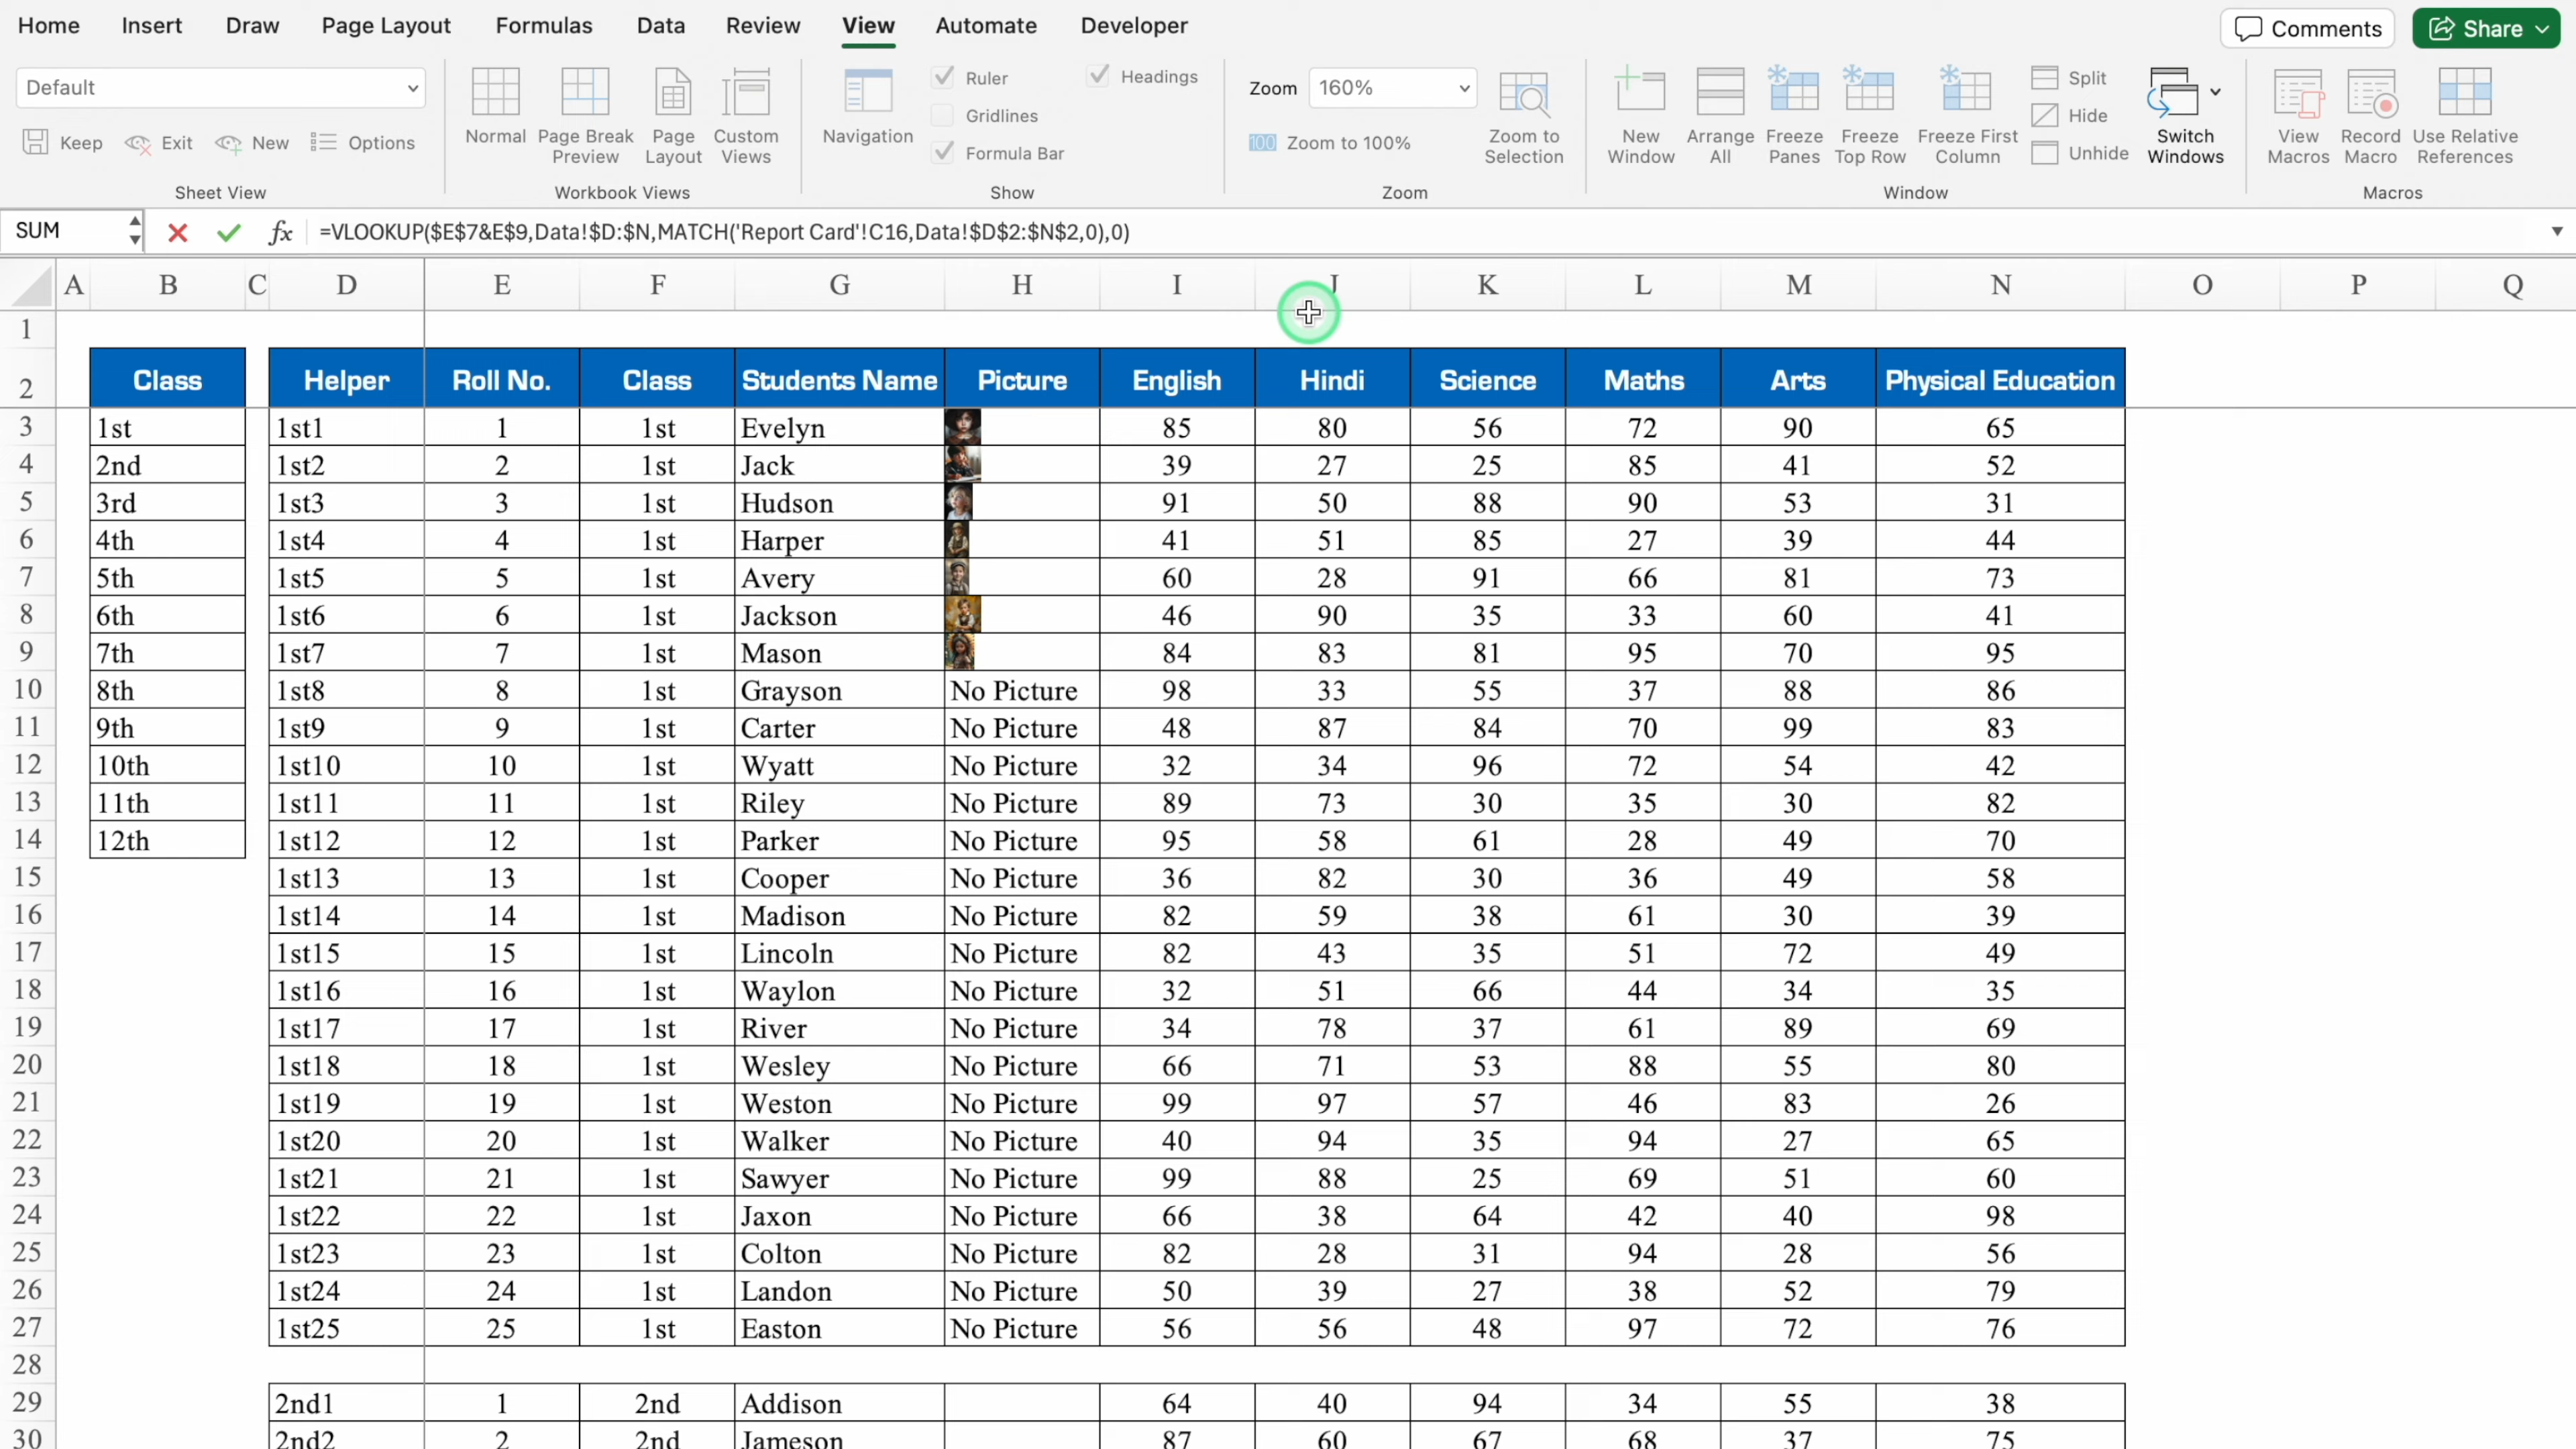 Home Insert Draw Page Layout Formulas Data Review View Automate Developer Comments Share
Default Ruler Headings Zoom 160% Split
Gridlines Hide
Keep Exit New Options Normal Page Break Preview Page Layout Custom Views Navigation Formula Bar Zoom to 100% Zoom to Selection New Window Arrange All Freeze Panes Freeze Top Row Freeze First Column Unhide Switch Windows View Macros Record Macro Use Relative References
Sheet View Workbook Views Show Zoom Window Macros
SUM fx =VLOOKUP($E$7&E$9,Data!$D:$N,MATCH('Report Card'!C16,Data!$D$2:$N$2,0),0)
A B C D E F G H I J K L M N O P Q
1
2 Class Helper Roll No. Class Students Name Picture English Hindi Science Maths Arts Physical Education
3 1st 1st1 1 1st Evelyn 85 80 56 72 90 65
4 2nd 1st2 2 1st Jack 39 27 25 85 41 52
5 3rd 1st3 3 1st Hudson 91 50 88 90 53 31
6 4th 1st4 4 1st Harper 41 51 85 27 39 44
7 5th 1st5 5 1st Avery 60 28 91 66 81 73
8 6th 1st6 6 1st Jackson 46 90 35 33 60 41
9 7th 1st7 7 1st Mason 84 83 81 95 70 95
10 8th 1st8 8 1st Grayson No Picture 98 33 55 37 88 86
11 9th 1st9 9 1st Carter No Picture 48 87 84 70 99 83
12 10th 1st10 10 1st Wyatt No Picture 32 34 96 72 54 42
13 11th 1st11 11 1st Riley No Picture 89 73 30 35 30 82
14 12th 1st12 12 1st Parker No Picture 95 58 61 28 49 70
15 1st13 13 1st Cooper No Picture 36 82 30 36 49 58
16 1st14 14 1st Madison No Picture 82 59 38 61 30 39
17 1st15 15 1st Lincoln No Picture 82 43 35 51 72 49
18 1st16 16 1st Waylon No Picture 32 51 66 44 34 35
19 1st17 17 1st River No Picture 34 78 37 61 89 69
20 1st18 18 1st Wesley No Picture 66 71 53 88 55 80
21 1st19 19 1st Weston No Picture 99 97 57 46 83 26
22 1st20 20 1st Walker No Picture 40 94 35 94 27 65
23 1st21 21 1st Sawyer No Picture 99 88 25 69 51 60
24 1st22 22 1st Jaxon No Picture 66 38 64 42 40 98
25 1st23 23 1st Colton No Picture 82 28 31 94 28 56
26 1st24 24 1st Landon No Picture 50 39 27 38 52 79
27 1st25 25 1st Easton No Picture 56 56 48 97 72 76
28
29 2nd1 1 2nd Addison 64 40 94 34 55 38
30 2nd2 2 2nd Jameson 87 60 67 68 37 75